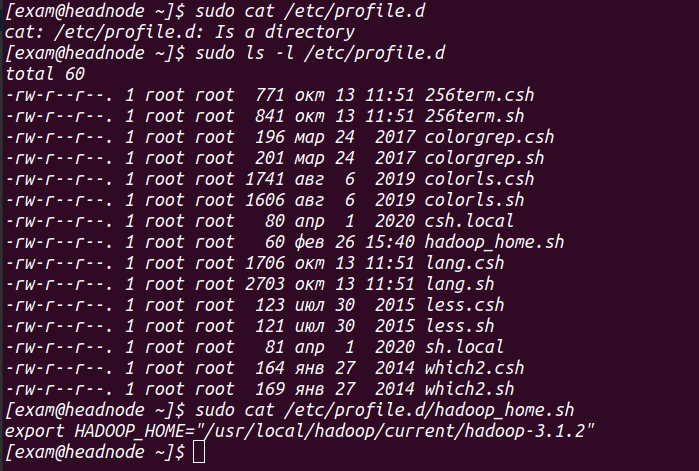 [exam@headnode ~]$ sudo cat /etc/profile.d
cat: /etc/profile.d: Is a directory
[exam@headnode ~]$ sudo ls -l /etc/profile.d
total 60
-rw-r--r--. 1 root root  771 окт 13 11:51 256term.csh
-rw-r--r--. 1 root root  841 окт 13 11:51 256term.sh
-rw-r--r--. 1 root root  196 мар 24  2017 colorgrep.csh
-rw-r--r--. 1 root root  201 мар 24  2017 colorgrep.sh
-rw-r--r--. 1 root root 1741 авг  6  2019 colorls.csh
-rw-r--r--. 1 root root 1606 авг  6  2019 colorls.sh
-rw-r--r--. 1 root root   80 апр  1  2020 csh.local
-rw-r--r--. 1 root root   60 фев 26 15:40 hadoop_home.sh
-rw-r--r--. 1 root root 1706 окт 13 11:51 lang.csh
-rw-r--r--. 1 root root 2703 окт 13 11:51 lang.sh
-rw-r--r--. 1 root root  123 июл 30  2015 less.csh
-rw-r--r--. 1 root root  121 июл 30  2015 less.sh
-rw-r--r--. 1 root root   81 апр  1  2020 sh.local
-rw-r--r--. 1 root root  164 янв 27  2014 which2.csh
-rw-r--r--. 1 root root  169 янв 27  2014 which2.sh
[exam@headnode ~]$ sudo cat /etc/profile.d/hadoop_home.sh
export HADOOP_HOME="/usr/local/hadoop/current/hadoop-3.1.2"
[exam@headnode ~]$